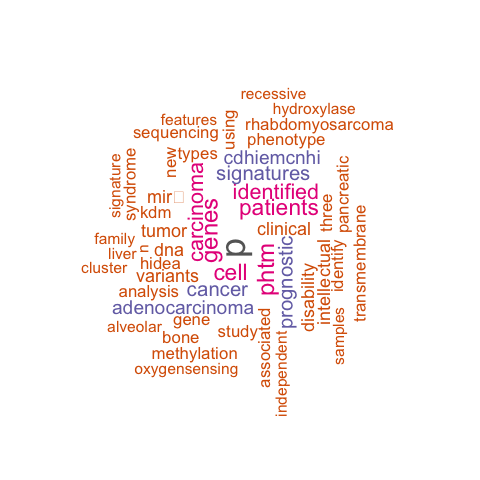 recessive
hydroxylase
features
using
rhabdomyosarcoma
sequencing
phenotype
new
types
cdhiemcnhi
signature
syndrome
signatures
carcinoma
identified
pancreatic
mir
patients
three
kdm
genes
clinical
tumor
transmembrane
family
n
dna
p
prognostic
intellectual
identify
liver
hidea
cell
phtm
disability
cluster
variants
cancer
analysis
adenocarcinoma
gene
study
associated
samples
alveolar
bone
independent
methylation
oxygensensing